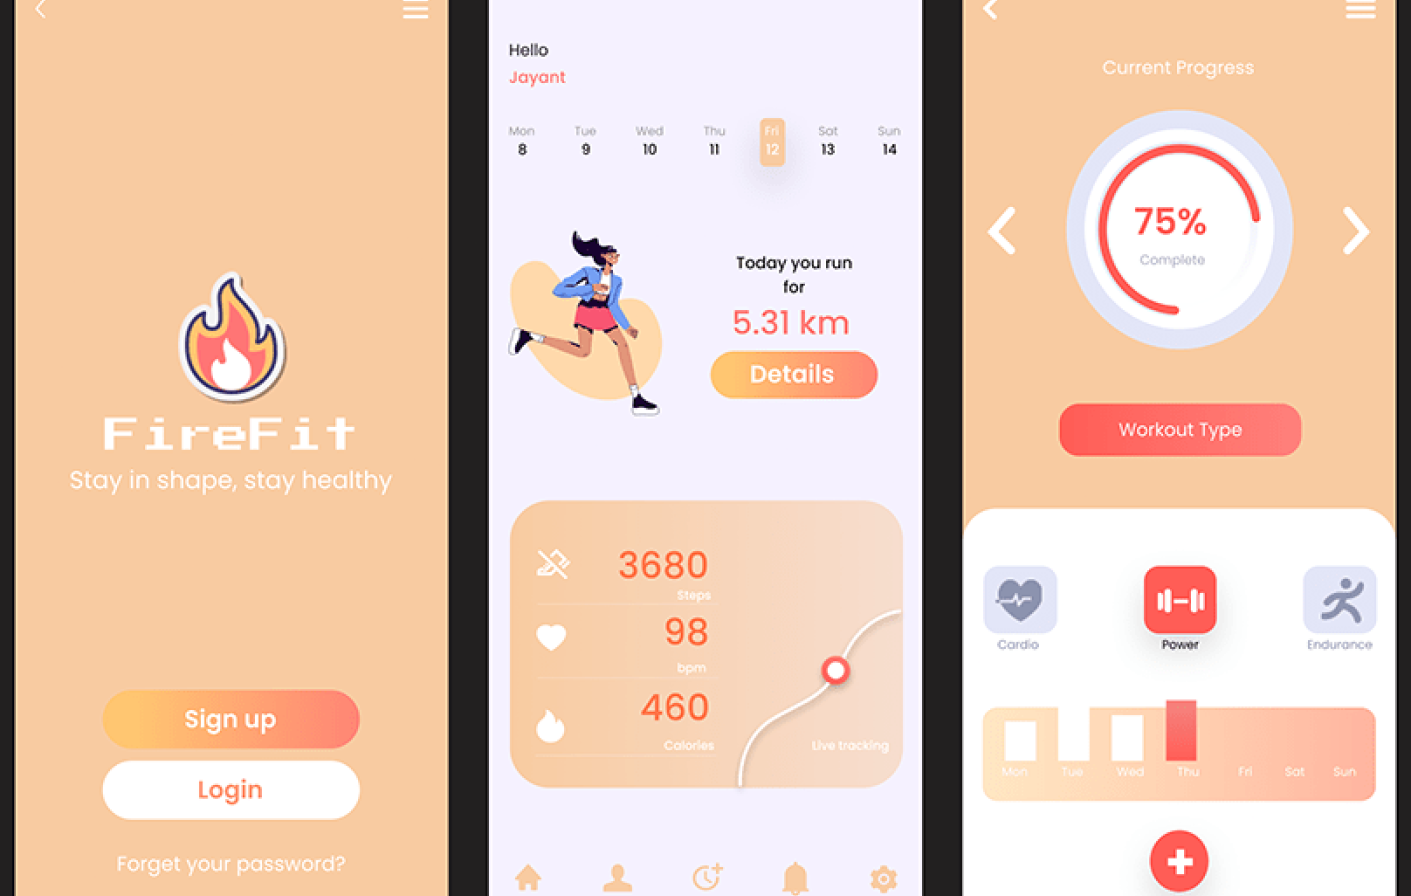 FireFit
Stay in shape, stay healthy
Sign up
Login
Forget your password?
Hello
Jayant
Mon Tue Wed Thu Fri Sat Sun
8 9 10 11 12 13 14
Today you run
for
5.31 km
Details
3680
Steps
98
bpm
460
Calories
Live tracking
Current Progress
75%
Complete
Workout Type
Cardio Power Endurance
Mon Tue Wed Thu Fri Sat Sun